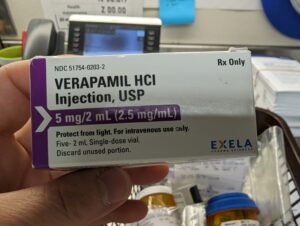 NDC 51754-0203-2
Rx Only
VERAPAMIL HCl
Injection, USP
5 mg/2 mL (2.5 mg/mL)
Protect from light. For intravenous use only.
Five- 2 mL Single-dose vial.
Discard unused portion.
EXELA